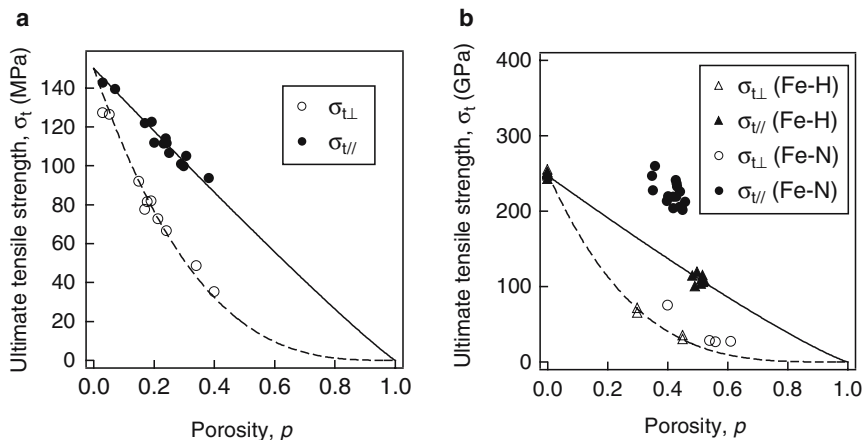 a
Ultimate tensile strength, σt (MPa)
140
120
100
80
60
40
20
0
0.0 0.2 0.4 0.6 0.8 1.0
Porosity, p
σt⊥
σt//
b
Ultimate tensile strength, σt (GPa)
400
300
200
100
0
0.0 0.2 0.4 0.6 0.8 1.0
Porosity, p
σt⊥ (Fe-H)
σt// (Fe-H)
σt⊥ (Fe-N)
σt// (Fe-N)